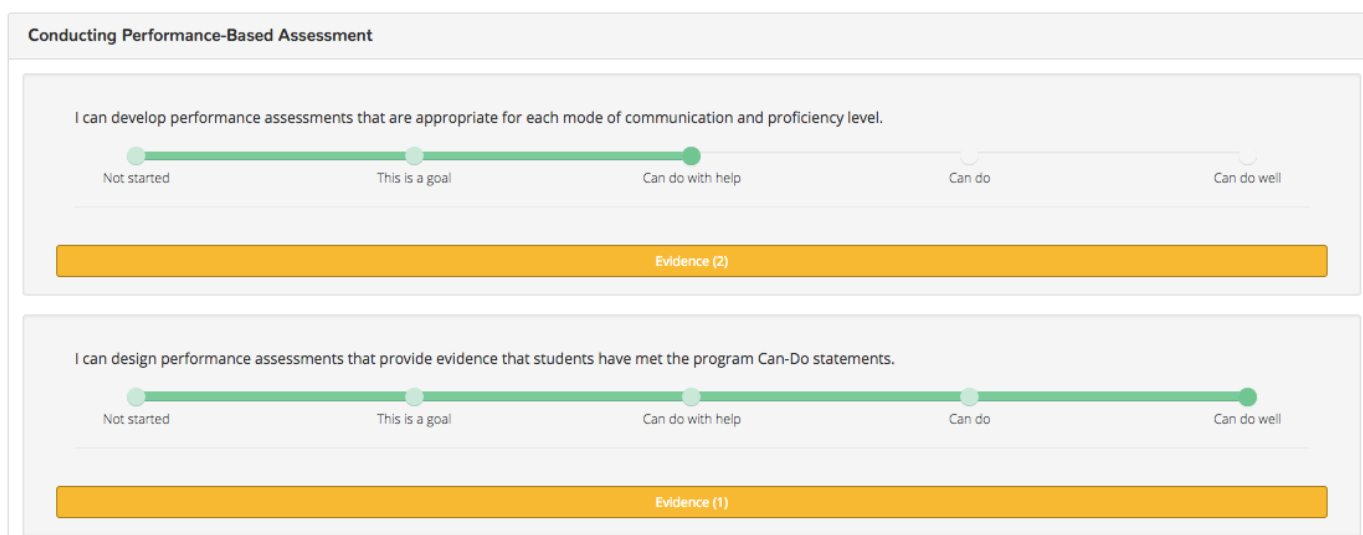 Conducting Performance-Based Assessment
I can develop performance assessments that are appropriate for each mode of communication and proficiency level.
Not started This is a goal Can do with help Can do Can do well
Evidence (2)
I can design performance assessments that provide evidence that students have met the program Can-Do statements.
Not started This is a goal Can do with help Can do Can do well
Evidence (1)